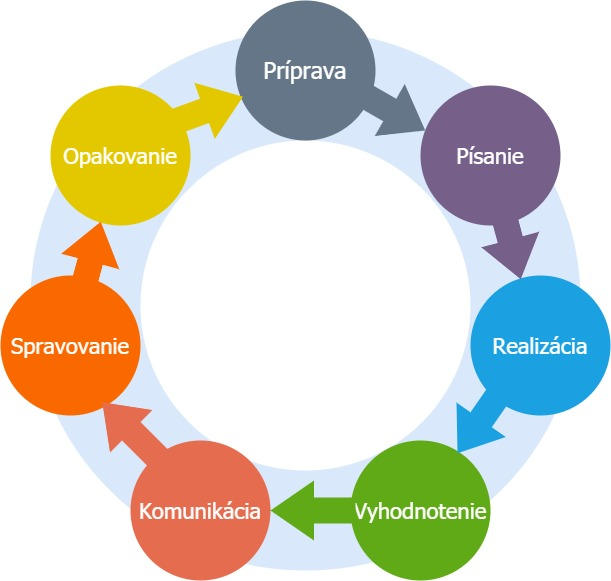 Príprava
Písanie
Realizácia
Vyhodnotenie
Komunikácia
Spravovanie
Opakovanie